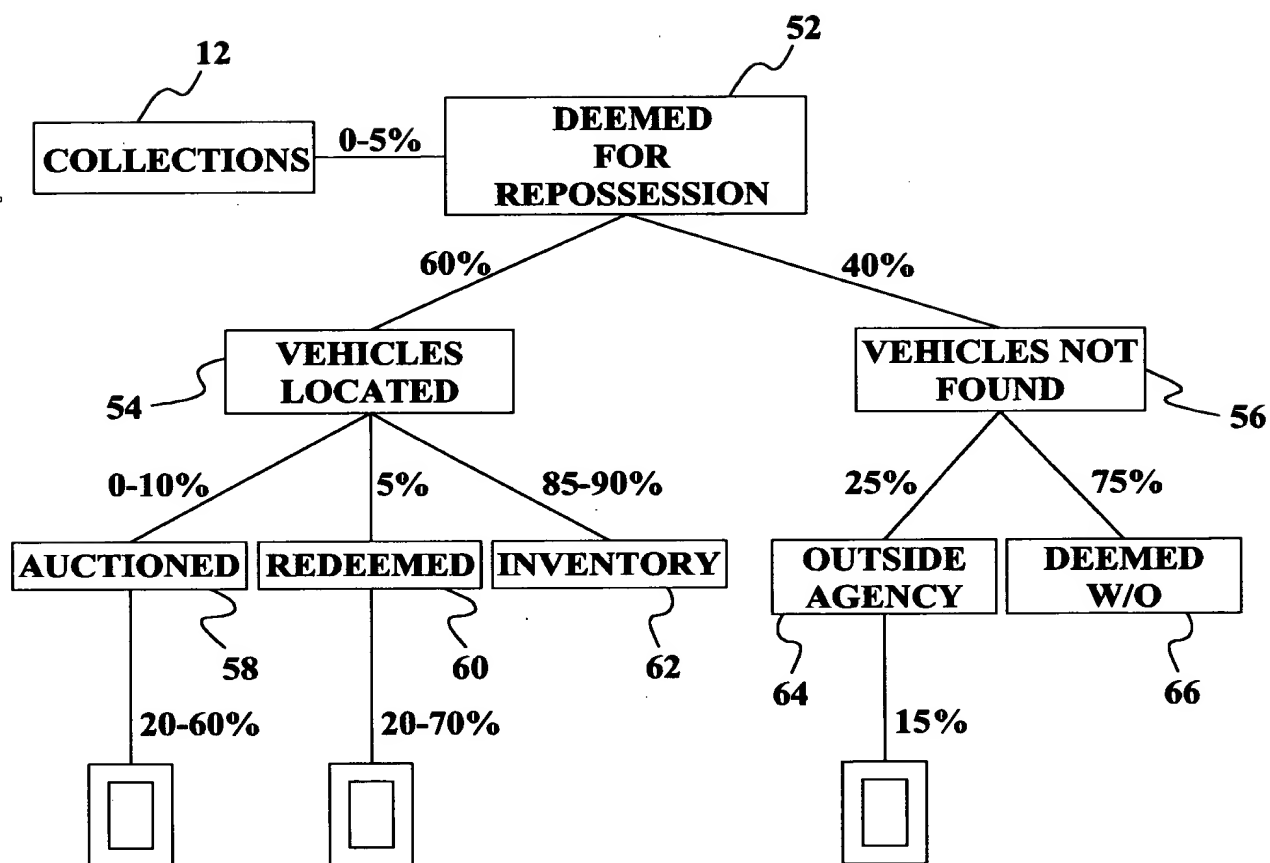 52
12
DEEMED
FOR
REPOSSESSION
COLLECTIONS
0-5%
60%
40%
VEHICLES
LOCATED
VEHICLES NOT
FOUND
54
56
0-10%
5%
85-90%
25%
75%
AUCTIONED
REDEEMED
INVENTORY
OUTSIDE
AGENCY
DEEMED
W/O
58
60
62
64
66
20-60%
20-70%
15%